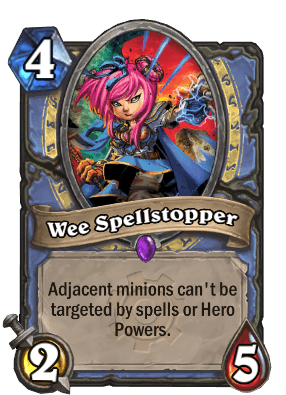 4
Wee Spellstopper
Adjacent minions can't be
targeted by spells or Hero
Powers.
2
5